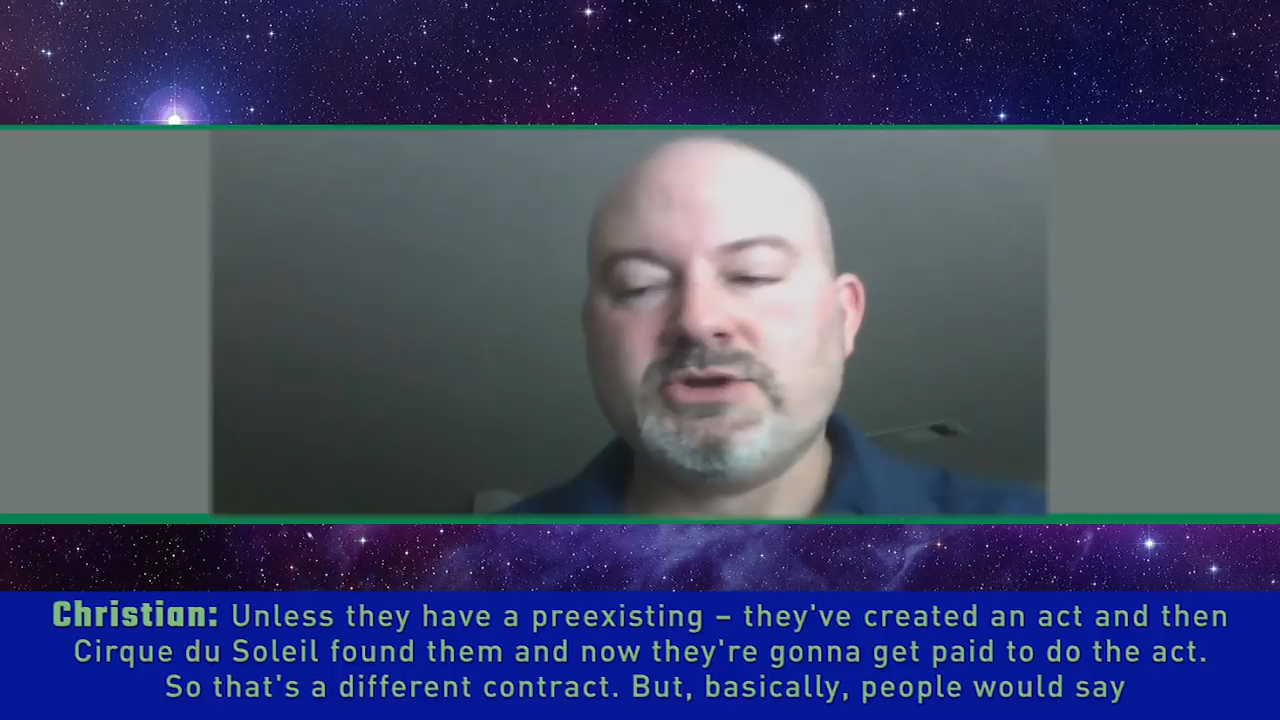 Christian: Unless they have a preexisting – they've created an act and then
Cirque du Soleil found them and now they're gonna get paid to do the act.
So that's a different contract. But, basically, people would say